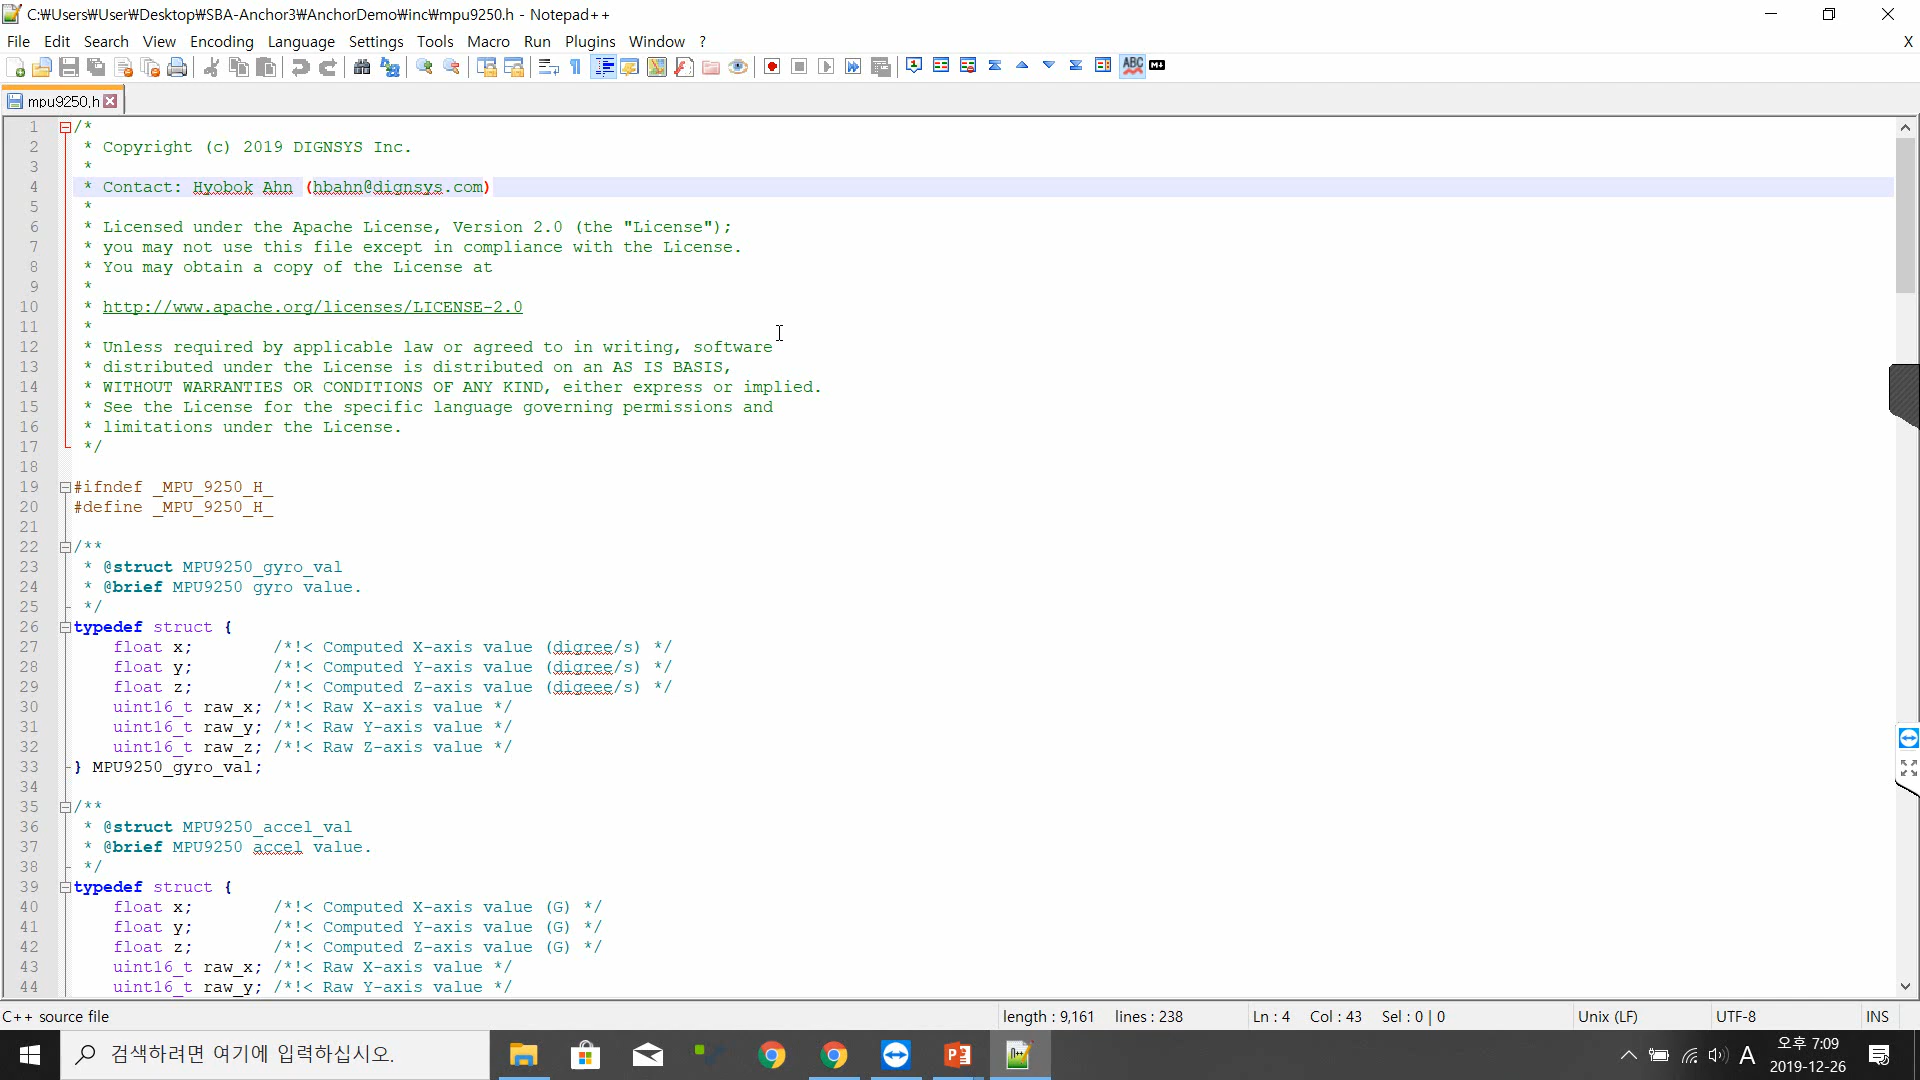 C:₩Users₩User₩Desktop₩SBA-Anchor3₩AnchorDemo₩inc₩mpu9250.h - Notepad++
File Edit Search View Encoding Language Settings Tools Macro Run Plugins Window ? X
mpu9250.h
1 /*
2 * Copyright (c) 2019 DIGNSYS Inc.
3 *
4 * Contact: Hyobok Ahn (hbahn@dignsys.com)
5 *
6 * Licensed under the Apache License, Version 2.0 (the "License");
7 * you may not use this file except in compliance with the License.
8 * You may obtain a copy of the License at
9 *
10 * http://www.apache.org/licenses/LICENSE-2.0
11 *
12 * Unless required by applicable law or agreed to in writing, software
13 * distributed under the License is distributed on an AS IS BASIS,
14 * WITHOUT WARRANTIES OR CONDITIONS OF ANY KIND, either express or implied.
15 * See the License for the specific language governing permissions and
16 * limitations under the License.
17 */
18
19 #ifndef _MPU_9250_H_
20 #define _MPU_9250_H_
21
22 /**
23 * @struct MPU9250_gyro_val
24 * @brief MPU9250 gyro value.
25 */
26 typedef struct {
27 float x; /*!< Computed X-axis value (digree/s) */
28 float y; /*!< Computed Y-axis value (digree/s) */
29 float z; /*!< Computed Z-axis value (digeee/s) */
30 uint16_t raw_x; /*!< Raw X-axis value */
31 uint16_t raw_y; /*!< Raw Y-axis value */
32 uint16_t raw_z; /*!< Raw Z-axis value */
33 } MPU9250_gyro_val;
34
35 /**
36 * @struct MPU9250_accel_val
37 * @brief MPU9250 accel value.
38 */
39 typedef struct {
40 float x; /*!< Computed X-axis value (G) */
41 float y; /*!< Computed Y-axis value (G) */
42 float z; /*!< Computed Z-axis value (G) */
43 uint16_t raw_x; /*!< Raw X-axis value */
44 uint16_t raw_y; /*!< Raw Y-axis value */
C++ source file length : 9,161 lines : 238 Ln : 4 Col : 43 Sel : 0 | 0 Unix (LF) UTF-8 INS
검색하려면 여기에 입력하십시오. A 오후 7:09
2019-12-26